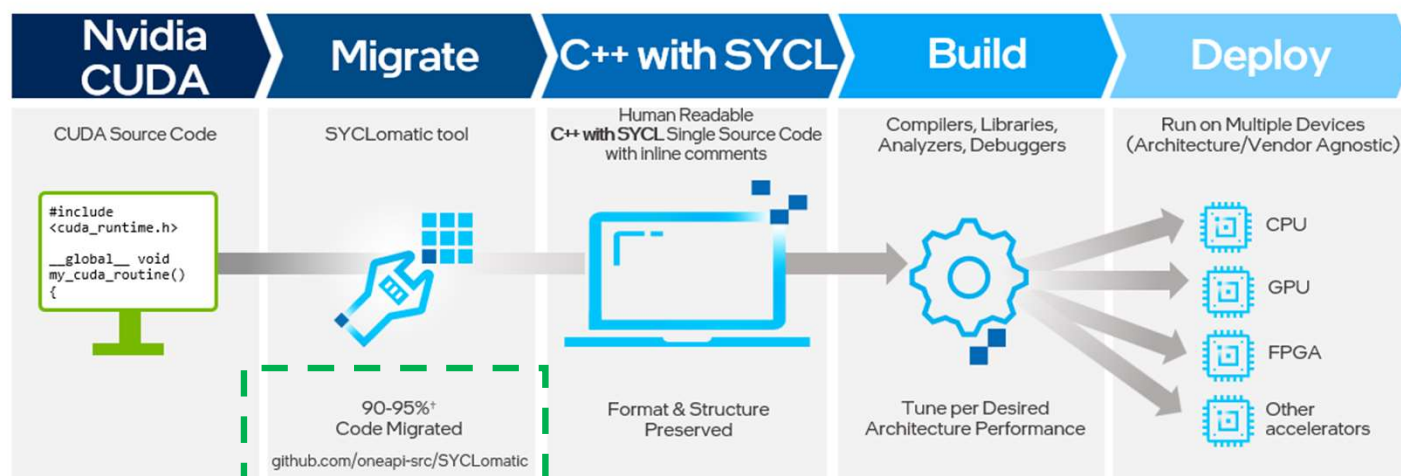 Nvidia
CUDA
Migrate
C++ with SYCL
Build
Deploy
CUDA Source Code
#include
<cuda_runtime.h>
__global__ void
my_cuda_routine()
{
SYCLomatic tool
90-95%†
Code Migrated
github.com/oneapi-src/SYCLomatic
Human Readable
C++ with SYCL Single Source Code
with inline comments
Format & Structure
Preserved
Compilers, Libraries,
Analyzers, Debuggers
Tune per Desired
Architecture Performance
Run on Multiple Devices
(Architecture/Vendor Agnostic)
CPU
GPU
FPGA
Other
accelerators